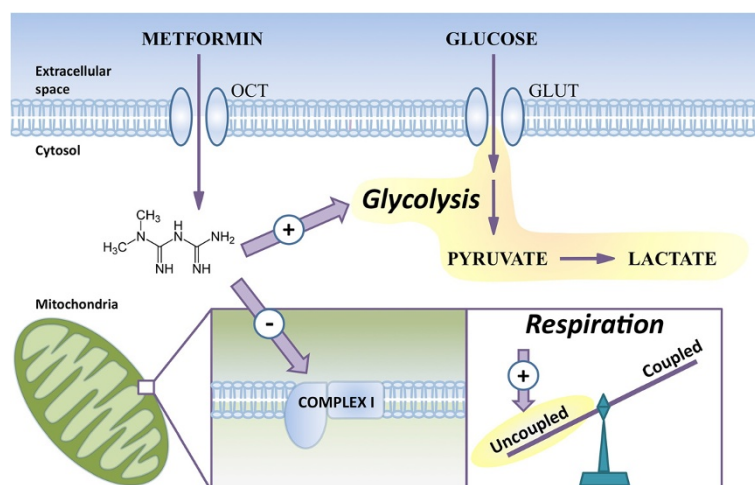 METFORMIN
GLUCOSE
Extracellular
space
OCT
GLUT
Cytosol
Glycolysis
CH₃
H₃C
N
H
N
NH₂
NH
NH
+
PYRUVATE
LACTATE
Mitochondria
-
COMPLEX I
Respiration
+
Coupled
Uncoupled